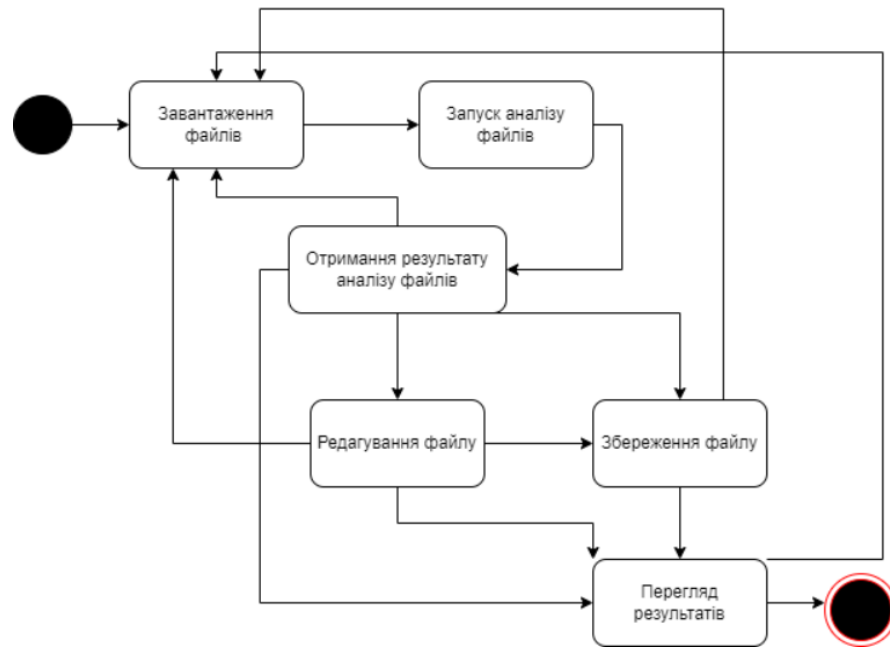 Завантаження
файлів
Запуск аналізу
файлів
Отримання результату
аналізу файлів
Редагування файлу
Збереження файлу
Перегляд
результатів